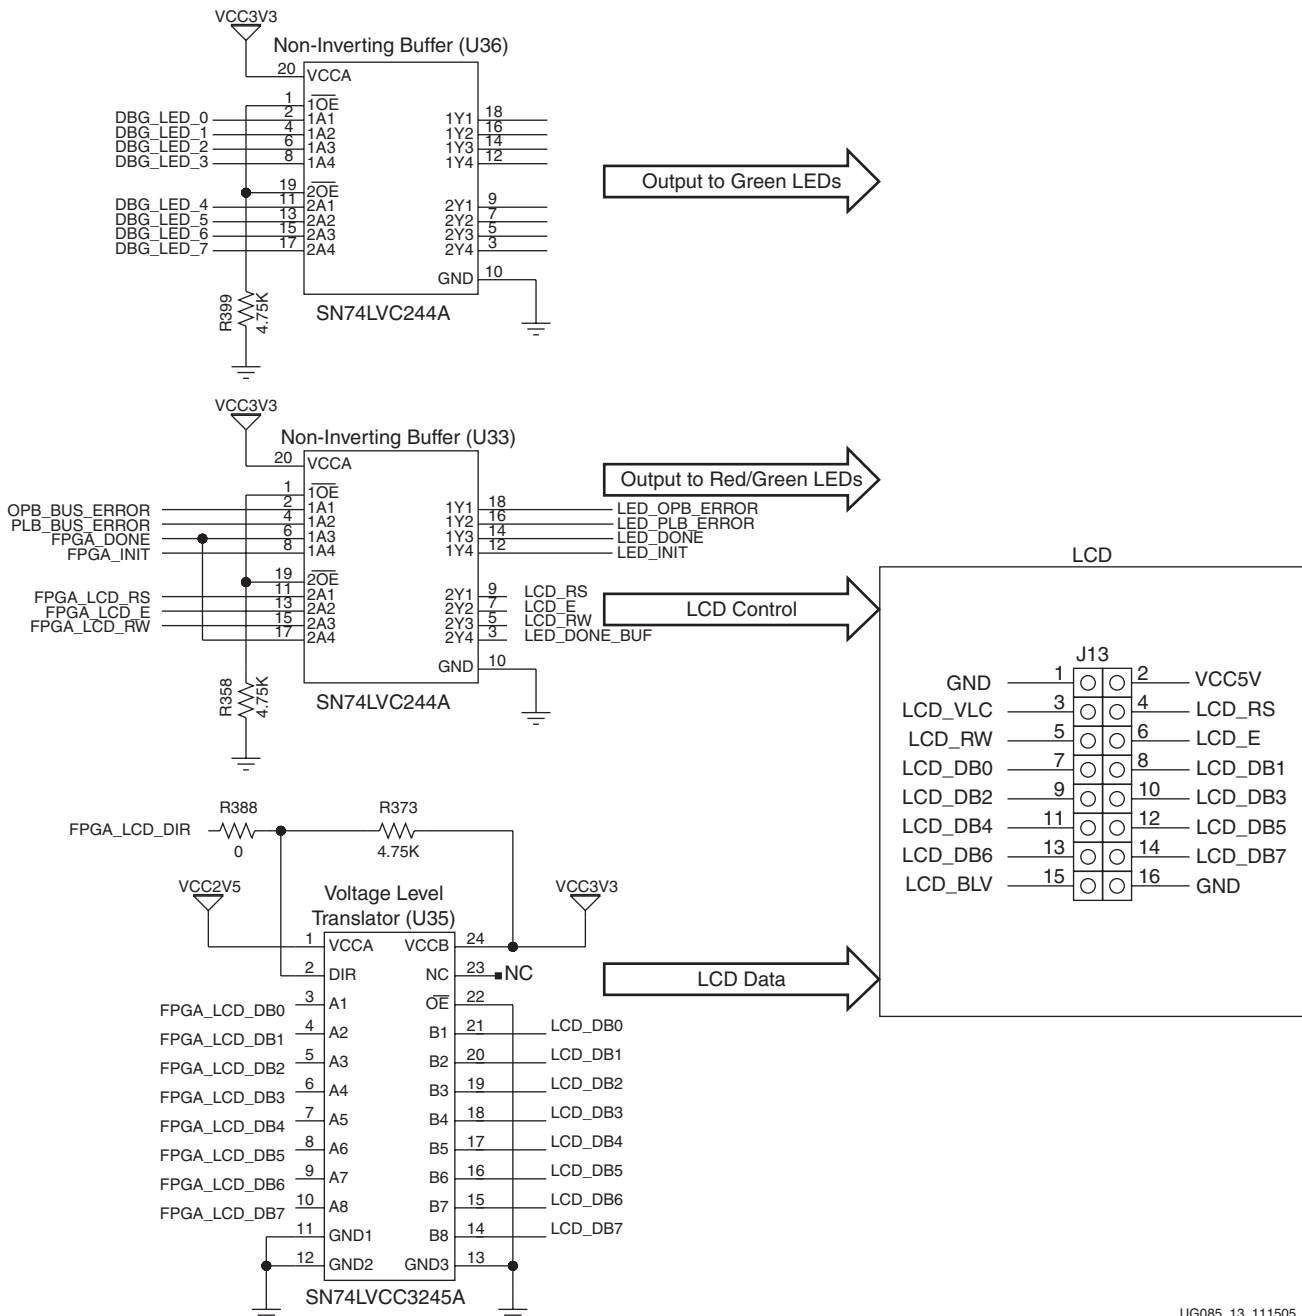 VCC3V3
Non-Inverting Buffer (U36)
20 VCCA
1 1OE
DBG_LED_0 2 1A1 1Y1 18
DBG_LED_1 4 1A2 1Y2 16
DBG_LED_2 6 1A3 1Y3 14
DBG_LED_3 8 1A4 1Y4 12
Output to Green LEDs
19 2OE
DBG_LED_4 11 2A1 2Y1 9
DBG_LED_5 13 2A2 2Y2 7
DBG_LED_6 15 2A3 2Y3 5
DBG_LED_7 17 2A4 2Y4 3
GND 10
R399
4.75K
SN74LVC244A
VCC3V3
Non-Inverting Buffer (U33)
20 VCCA
Output to Red/Green LEDs
1 1OE
OPB_BUS_ERROR 2 1A1 1Y1 18 LED_OPB_ERROR
PLB_BUS_ERROR 4 1A2 1Y2 16 LED_PLB_ERROR
FPGA_DONE 6 1A3 1Y3 14 LED_DONE
FPGA_INIT 8 1A4 1Y4 12 LED_INIT
19 2OE
FPGA_LCD_RS 11 2A1 2Y1 9 LCD_RS
FPGA_LCD_E 13 2A2 2Y2 7 LCD_E
FPGA_LCD_RW 15 2A3 2Y3 5 LCD_RW
17 2A4 2Y4 3 LED_DONE_BUF
LCD Control
GND 10
R358
4.75K
SN74LVC244A
LCD
J13
GND 1 2 VCC5V
LCD_VLC 3 4 LCD_RS
LCD_RW 5 6 LCD_E
LCD_DB0 7 8 LCD_DB1
LCD_DB2 9 10 LCD_DB3
LCD_DB4 11 12 LCD_DB5
LCD_DB6 13 14 LCD_DB7
LCD_BLV 15 16 GND
R388 R373
FPGA_LCD_DIR
0 4.75K
VCC2V5 VCC3V3
Voltage Level
Translator (U35)
1 VCCA VCCB 24
2 DIR NC 23 NC
LCD Data
FPGA_LCD_DB0 3 A1 OE 22
FPGA_LCD_DB1 4 A2 B1 21 LCD_DB0
FPGA_LCD_DB2 5 A3 B2 20 LCD_DB1
FPGA_LCD_DB3 6 A4 B3 19 LCD_DB2
FPGA_LCD_DB4 7 A5 B4 18 LCD_DB3
FPGA_LCD_DB5 8 A6 B5 17 LCD_DB4
FPGA_LCD_DB6 9 A7 B6 16 LCD_DB5
FPGA_LCD_DB7 10 A8 B7 15 LCD_DB6
11 GND1 B8 14 LCD_DB7
12 GND2 GND3 13
SN74LVCC3245A
UG085_13_111505